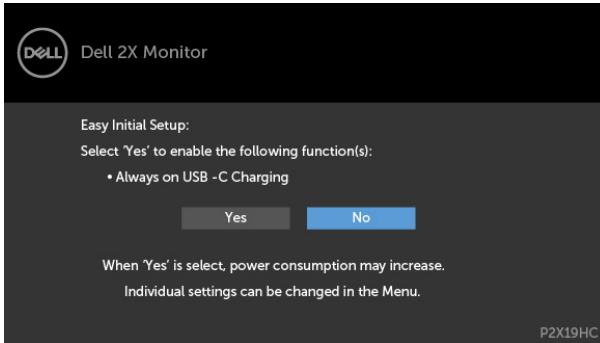 DELL Dell 2X Monitor
Easy Initial Setup:
Select ‘Yes’ to enable the following function(s):
• Always on USB -C Charging
Yes No
When ‘Yes’ is select, power consumption may increase.
Individual settings can be changed in the Menu.
P2X19HC